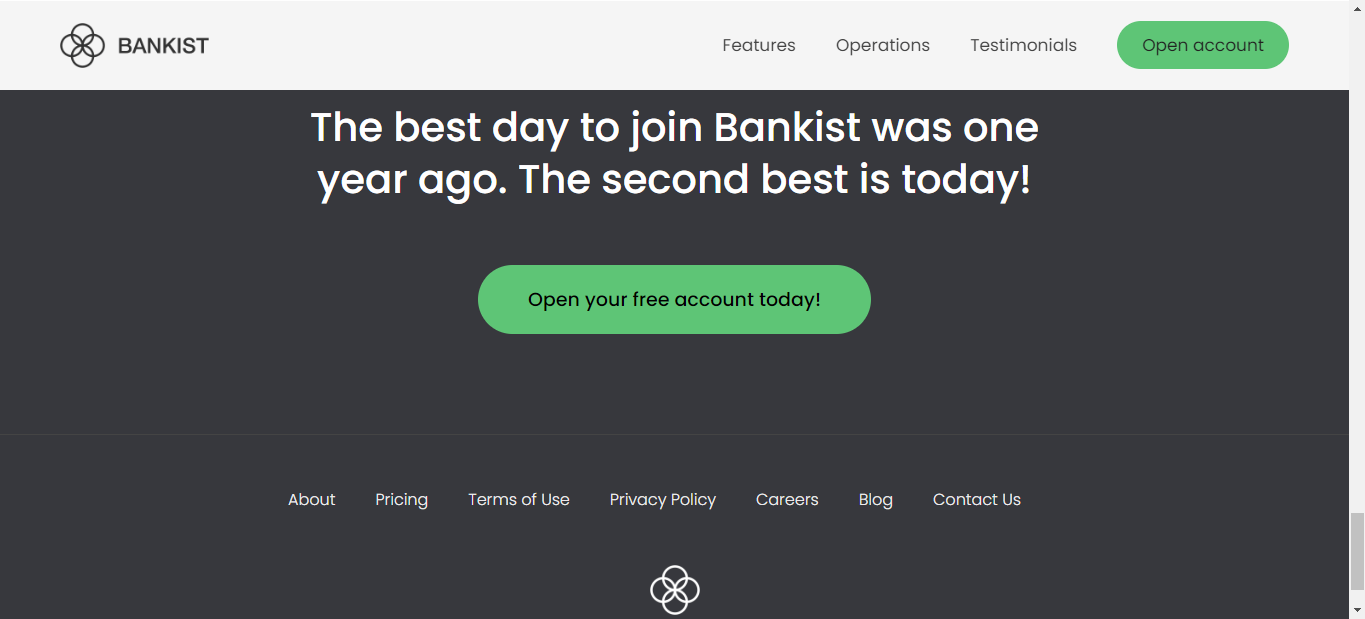 BANKIST
Features Operations Testimonials Open account
The best day to join Bankist was one
year ago. The second best is today!
Open your free account today!
About Pricing Terms of Use Privacy Policy Careers Blog Contact Us